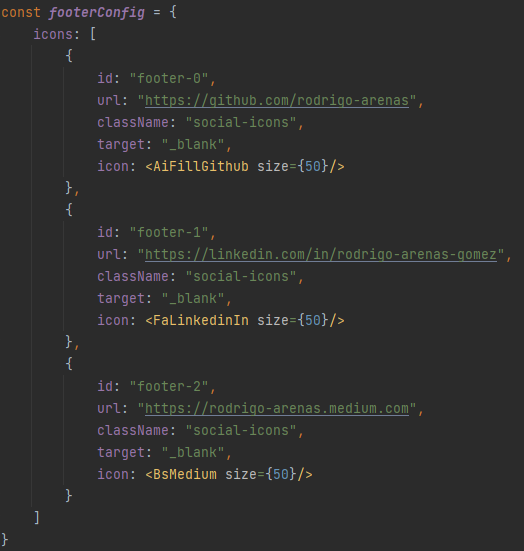 const footerConfig = {
    icons: [
        {
            id: "footer-0",
            url: "https://github.com/rodrigo-arenas",
            className: "social-icons",
            target: "_blank",
            icon: <AiFillGithub size={50}/>
        },
        {
            id: "footer-1",
            url: "https://linkedin.com/in/rodrigo-arenas-gomez",
            className: "social-icons",
            target: "_blank",
            icon: <FaLinkedinIn size={50}/>
        },
        {
            id: "footer-2",
            url: "https://rodrigo-arenas.medium.com",
            className: "social-icons",
            target: "_blank",
            icon: <BsMedium size={50}/>
        }
    ]
}